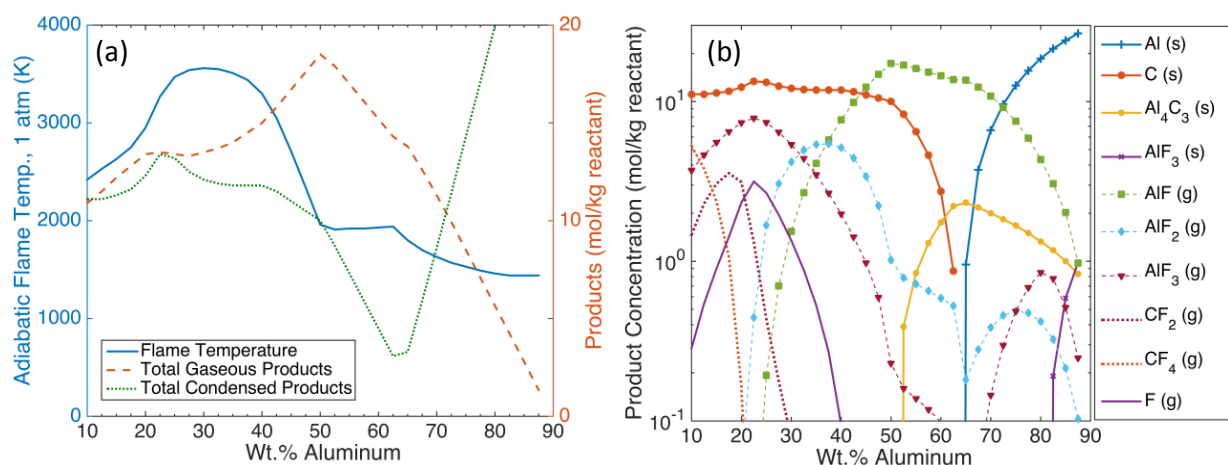 (a)
Adiabatic Flame Temp., 1 atm (K)
4000
3000
2000
1000
0
20
10
0
Products (mol/kg reactant)
Flame Temperature
Total Gaseous Products
Total Condensed Products
10 20 30 40 50 60 70 80 90
Wt.% Aluminum
(b)
Product Concentration (mol/kg reactant)
10^1
10^0
10^-1
10 20 30 40 50 60 70 80 90
Wt.% Aluminum
Al (s)
C (s)
Al4C3 (s)
AlF3 (s)
AlF (g)
AlF2 (g)
AlF3 (g)
CF2 (g)
CF4 (g)
F (g)